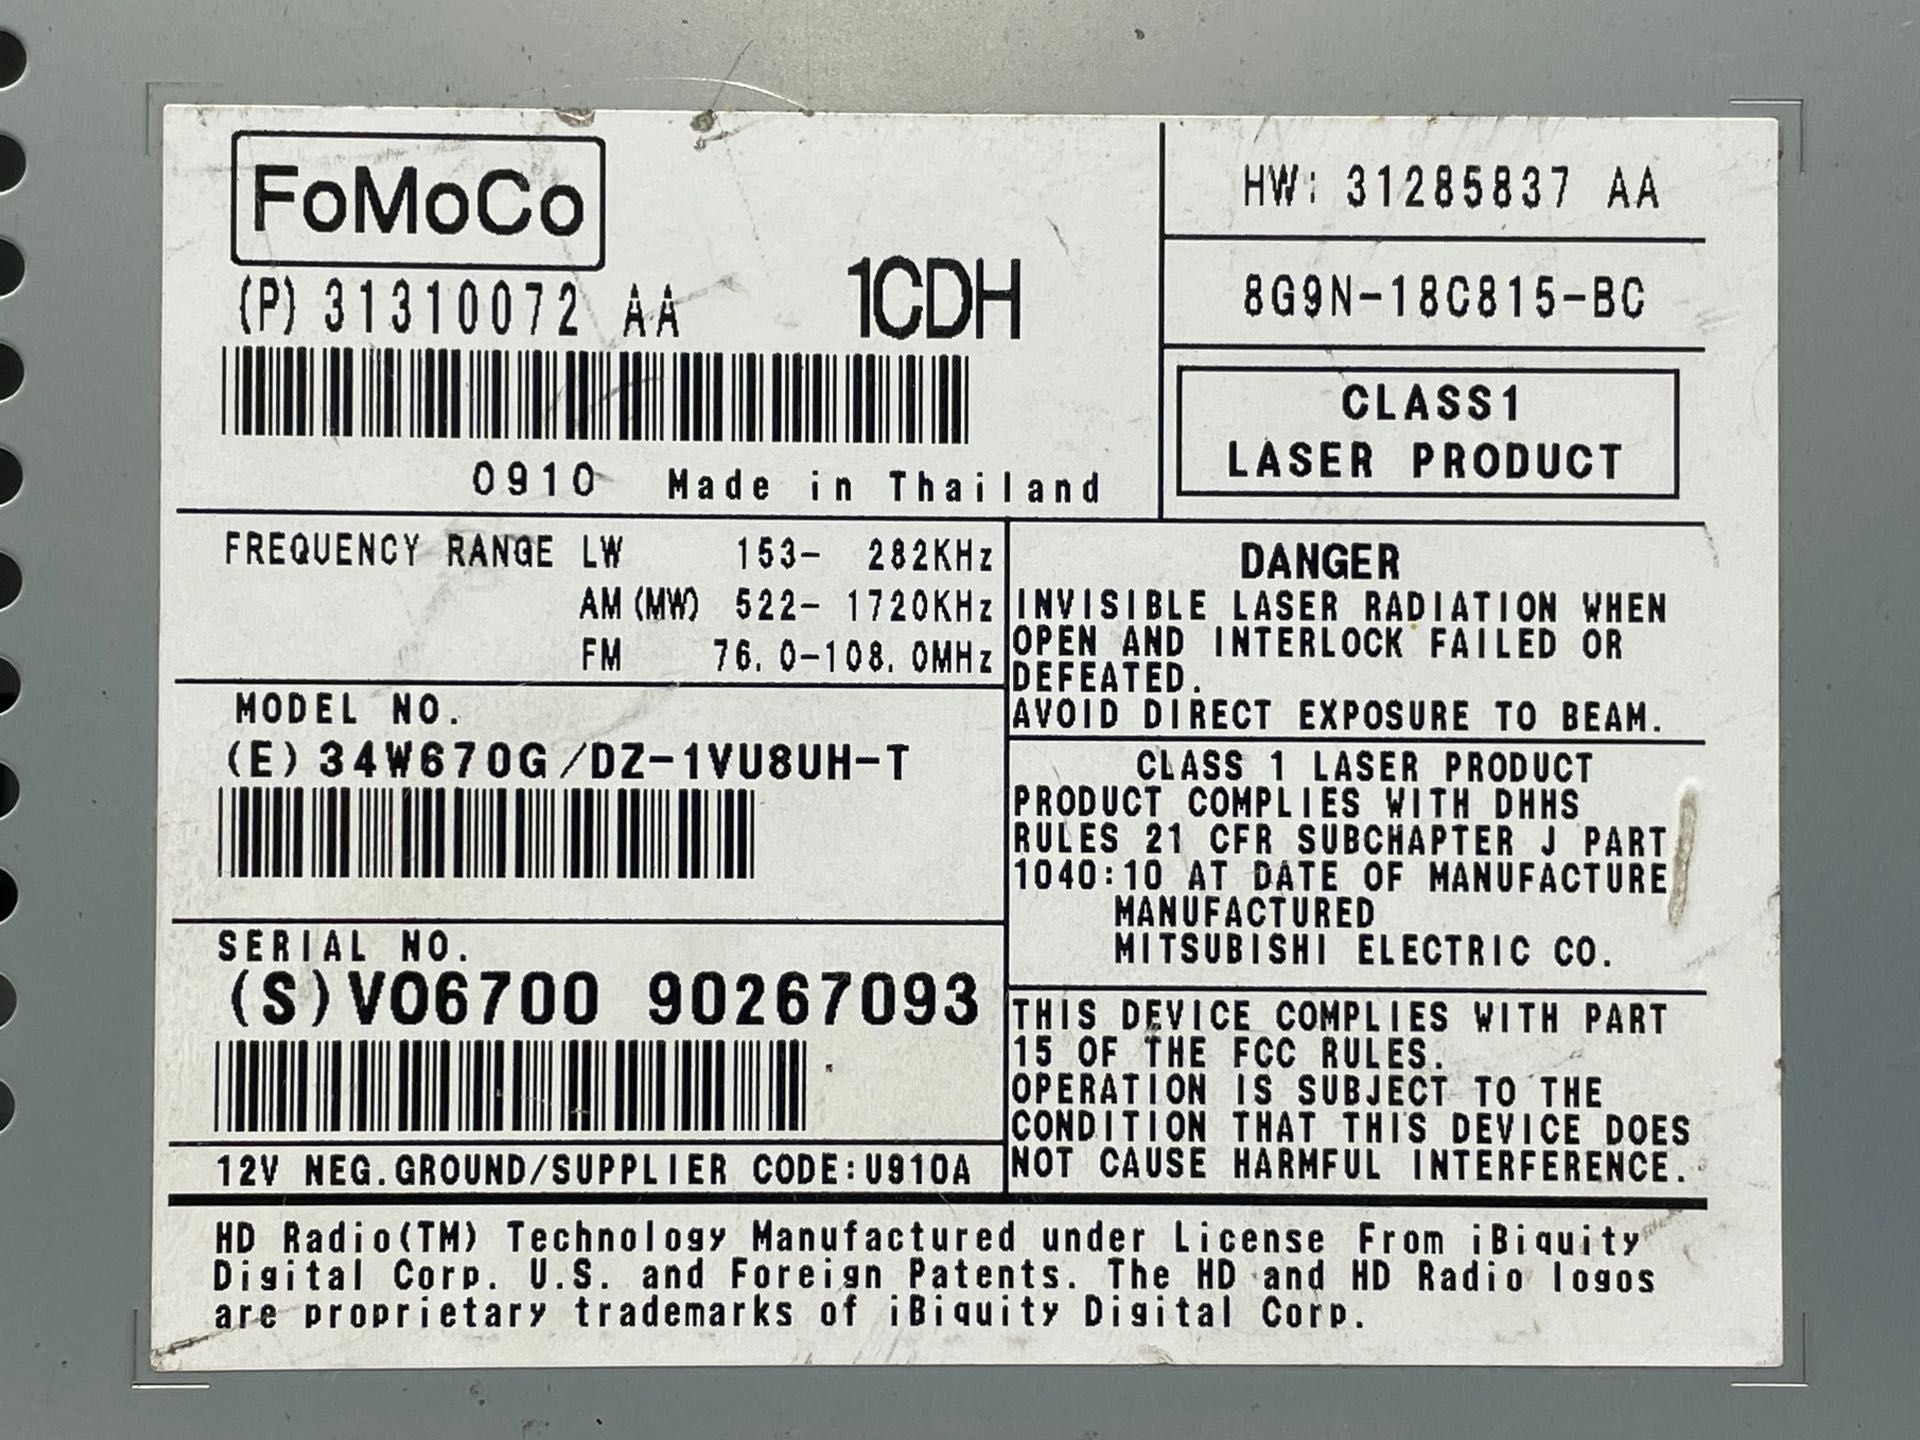 FoMoCo
(P) 31310072 AA 1CDH
0910 Made in Thailand
HW: 31285837 AA
8G9N-18C815-BC
CLASS1
LASER PRODUCT
FREQUENCY RANGE LW 153- 282KHz
AM (MW) 522- 1720KHz
FM 76.0-108.0MHz
MODEL NO.
(E) 34W670G/DZ-1VU8UH-T
SERIAL NO.
(S) VO6700 90267093
12V NEG.GROUND/SUPPLIER CODE:U910A
DANGER
INVISIBLE LASER RADIATION WHEN
OPEN AND INTERLOCK FAILED OR
DEFEATED.
AVOID DIRECT EXPOSURE TO BEAM.
CLASS 1 LASER PRODUCT
PRODUCT COMPLIES WITH DHHS
RULES 21 CFR SUBCHAPTER J PART
1040:10 AT DATE OF MANUFACTURE
MANUFACTURED
MITSUBISHI ELECTRIC CO.
THIS DEVICE COMPLIES WITH PART
15 OF THE FCC RULES.
OPERATION IS SUBJECT TO THE
CONDITION THAT THIS DEVICE DOES
NOT CAUSE HARMFUL INTERFERENCE.
HD Radio(TM) Technology Manufactured under License From iBiquity
Digital Corp. U.S. and Foreign Patents. The HD and HD Radio logos
are proprietary trademarks of iBiquity Digital Corp.